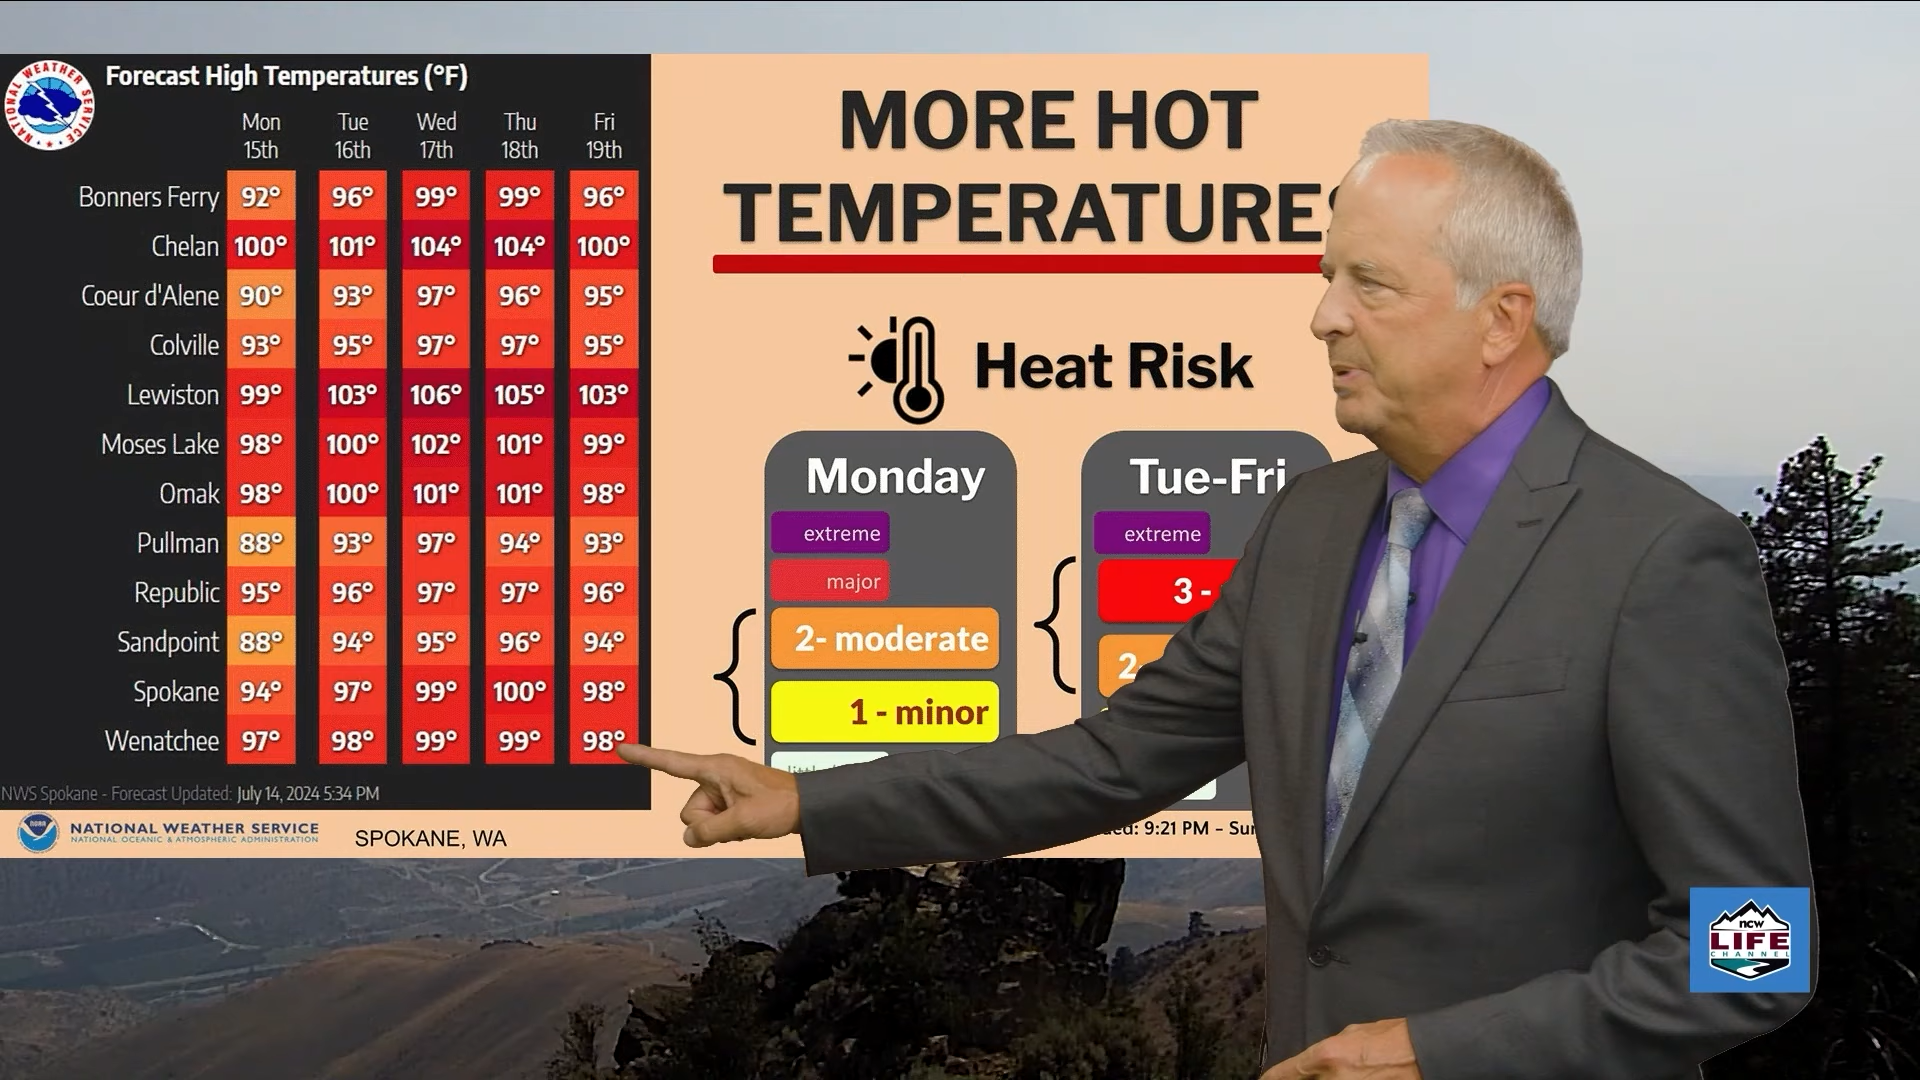 NATIONAL WEATHER SERVICE
Forecast High Temperatures (°F)
Mon Tue Wed Thu Fri
15th 16th 17th 18th 19th
Bonners Ferry 92° 96° 99° 99° 96°
Chelan 100° 101° 104° 104° 100°
Coeur d'Alene 90° 93° 97° 96° 95°
Colville 93° 95° 97° 97° 95°
Lewiston 99° 103° 106° 105° 103°
Moses Lake 98° 100° 102° 101° 99°
Omak 98° 100° 101° 101° 98°
Pullman 88° 93° 97° 94° 93°
Republic 95° 96° 97° 97° 96°
Sandpoint 88° 94° 95° 96° 94°
Spokane 94° 97° 99° 100° 98°
Wenatchee 97° 98° 99° 99° 98°
NWS Spokane - Forecast Updated: July 14, 2024 5:34 PM
NOAA
NATIONAL WEATHER SERVICE
NATIONAL OCEANIC & ATMOSPHERIC ADMINISTRATION
SPOKANE, WA
MORE HOT
TEMPERATURES
Heat Risk
Monday
extreme
major
2- moderate
1 - minor
Tue-Fri
extreme
3 -
2-
9:21 PM -
ncw
LIFE
CHANNEL